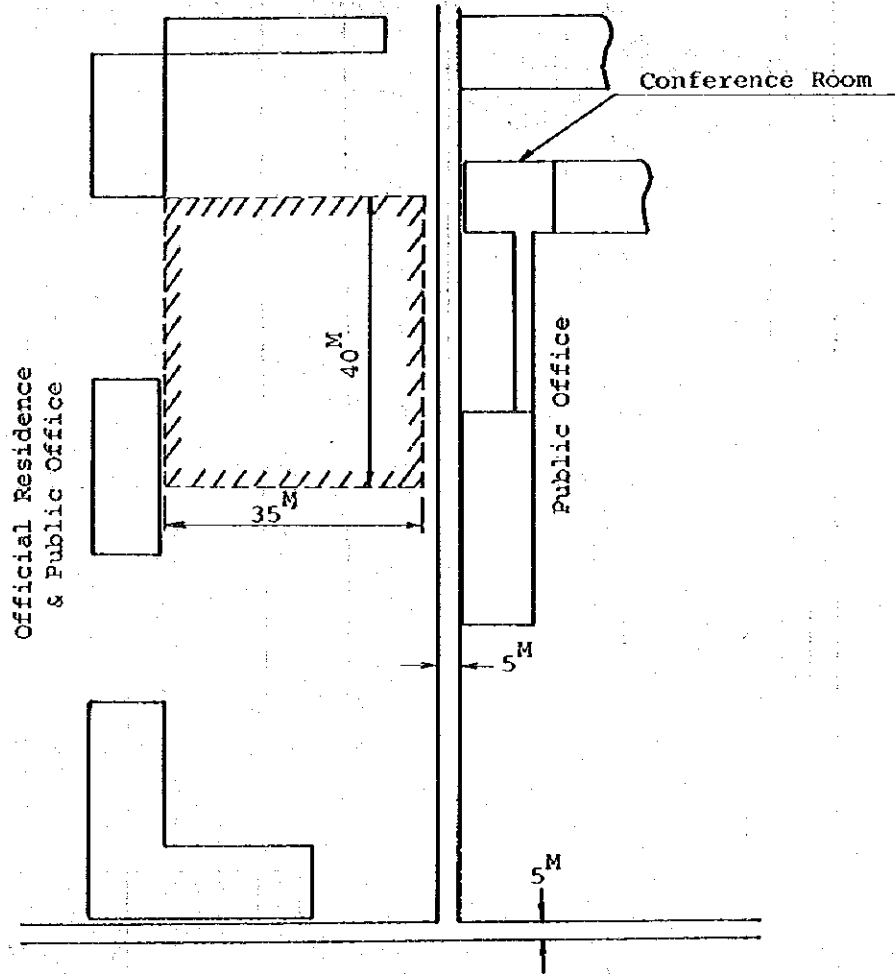 Conference Room
40M
Official Residence
& Public Office
Public Office
35M
5M
5M